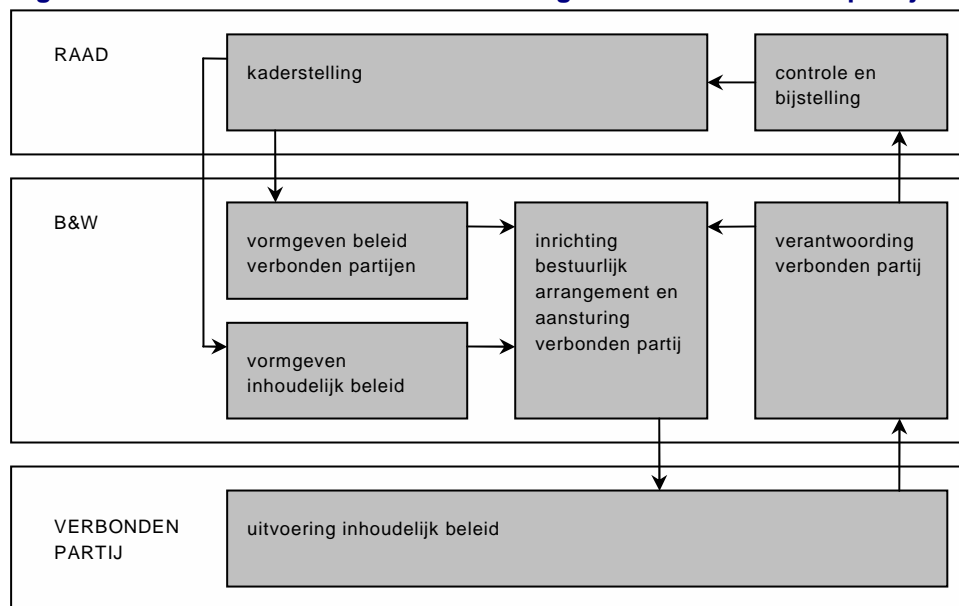 RAAD
kaderstelling
controle en
bijstelling
B&W
vormgeven beleid
verbonden partijen
inrichting
bestuurlijk
arrangement en
aansturing
verbonden partij
verantwoording
verbonden partij
vormgeven
inhoudelijk beleid
VERBONDEN
PARTIJ
uitvoering inhoudelijk beleid